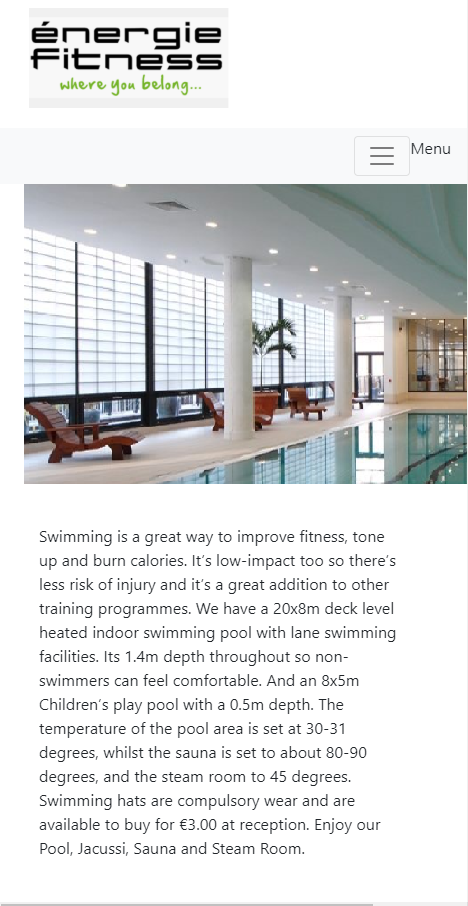 énergie
Fitness
where you belong...
Menu
Swimming is a great way to improve fitness, tone
up and burn calories. It’s low-impact too so there’s
less risk of injury and it’s a great addition to other
training programmes. We have a 20x8m deck level
heated indoor swimming pool with lane swimming
facilities. Its 1.4m depth throughout so non-
swimmers can feel comfortable. And an 8x5m
Children’s play pool with a 0.5m depth. The
temperature of the pool area is set at 30-31
degrees, whilst the sauna is set to about 80-90
degrees, and the steam room to 45 degrees.
Swimming hats are compulsory wear and are
available to buy for €3.00 at reception. Enjoy our
Pool, Jacussi, Sauna and Steam Room.